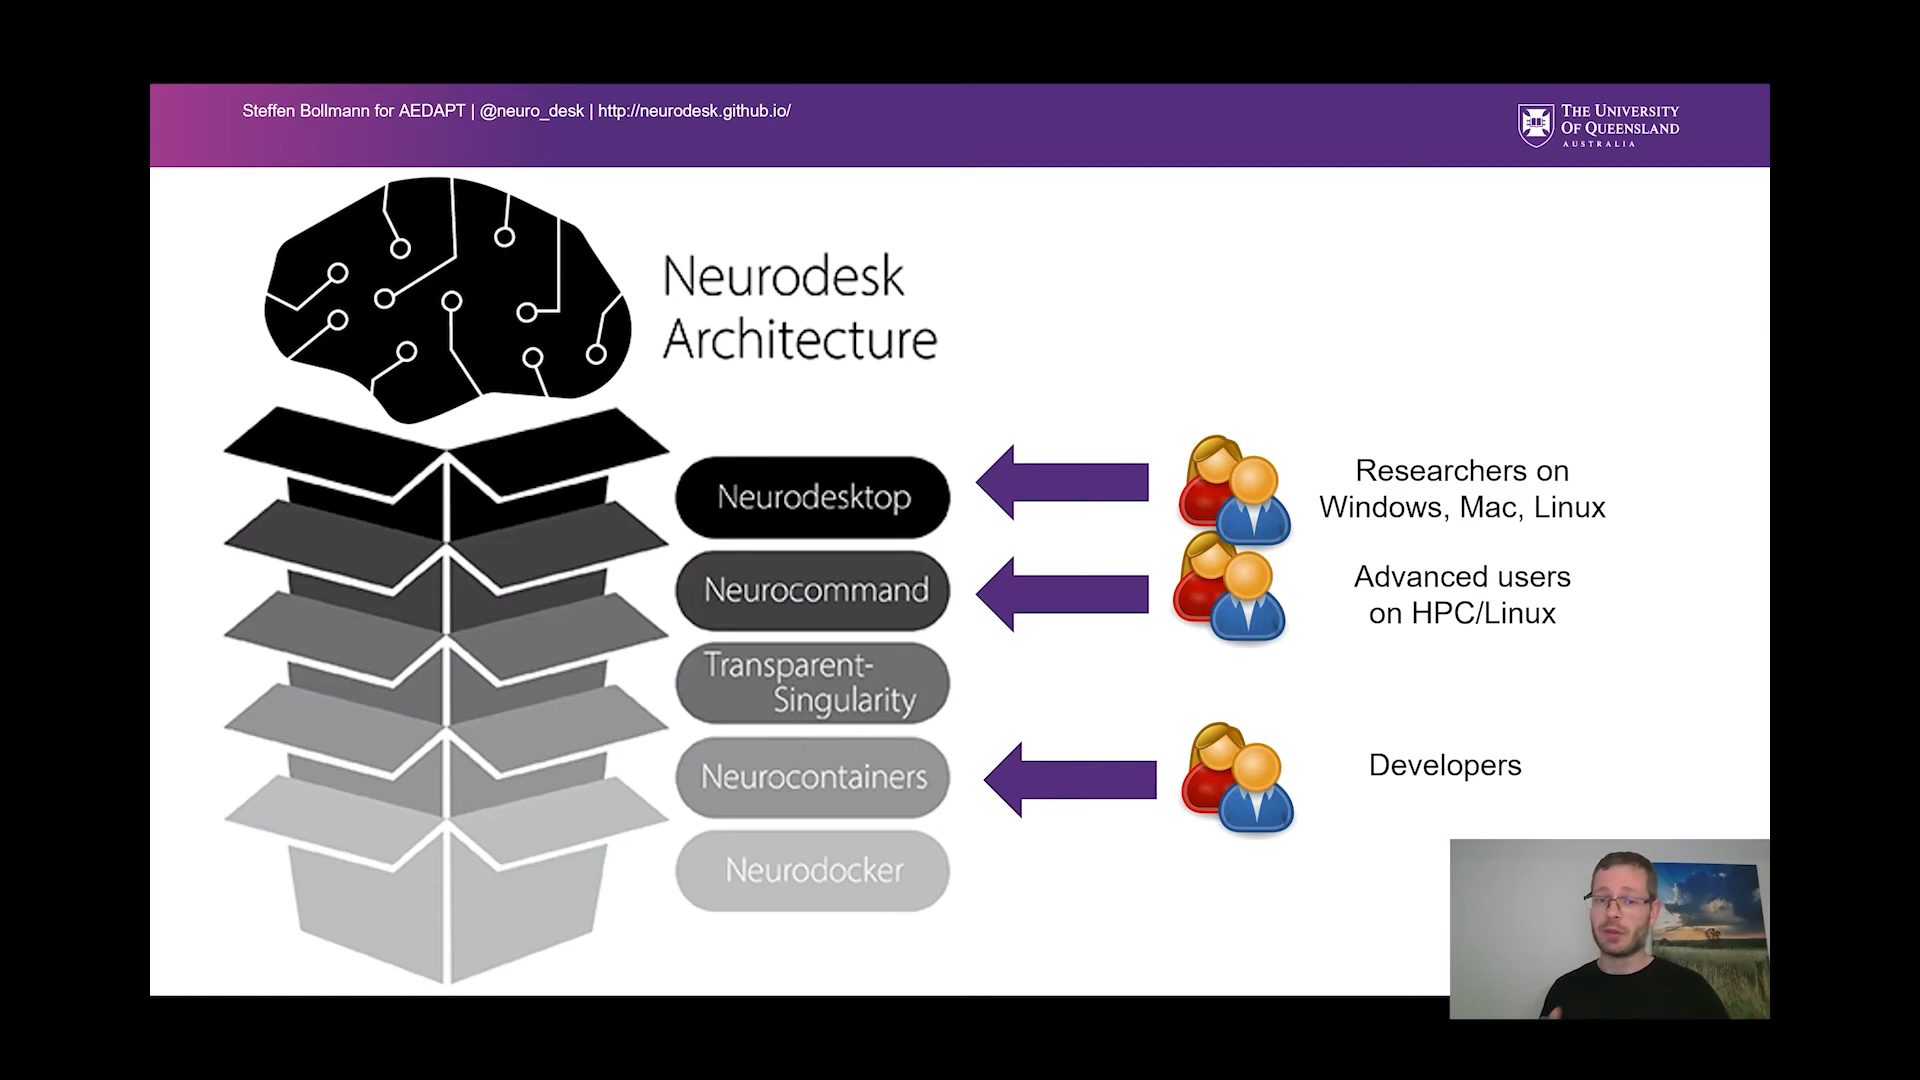 Steffen Bollmann for AEDAPT | @neuro_desk | http://neurodesk.github.io/
THE UNIVERSITY
OF QUEENSLAND
AUSTRALIA
Neurodesk
Architecture
Neurodesktop
Researchers on
Windows, Mac, Linux
Neurocommand
Advanced users
on HPC/Linux
Transparent-
Singularity
Neurocontainers
Developers
Neurodocker